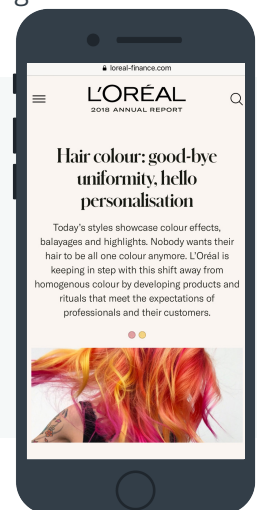 loreal-finance.com
L'ORÉAL
2018 ANNUAL REPORT
Hair colour: good-bye
uniformity, hello
personalisation
Today's styles showcase colour effects,
balayages and highlights. Nobody wants their
hair to be all one colour anymore. L'Oréal is
keeping in step with this shift away from
homogenous colour by developing products and
rituals that meet the expectations of
professionals and their customers.